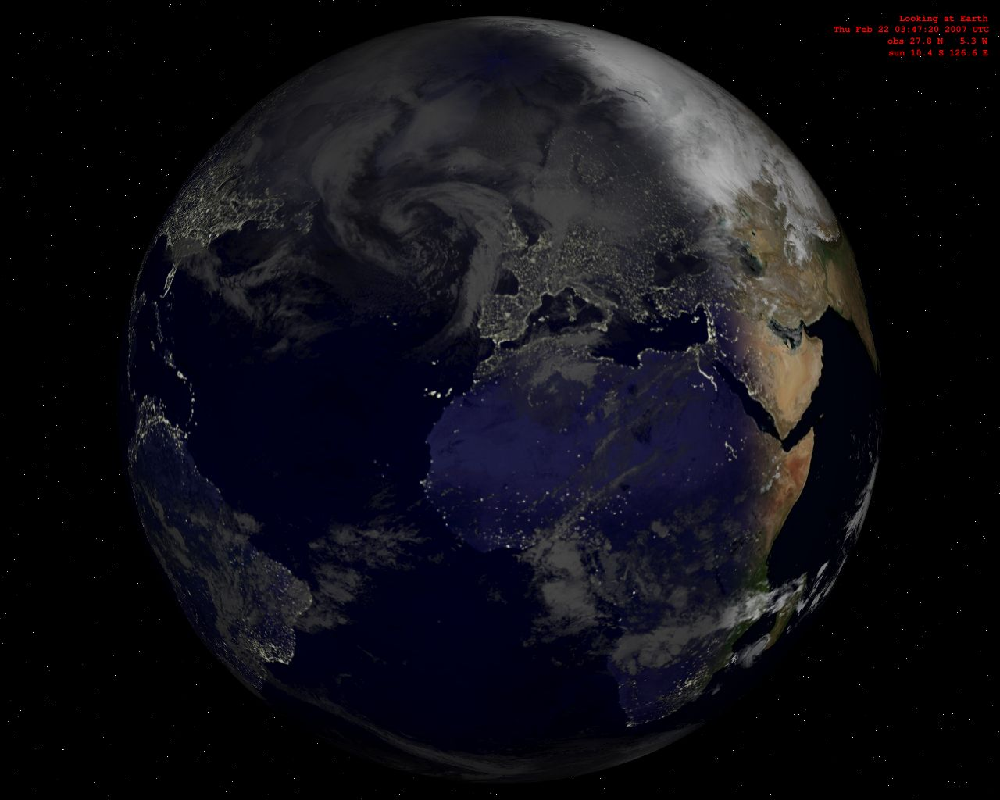 Looking at Earth
Thu Feb 22 03:47:20 2007 UTC
obs 27.8 N   5.3 W
sun 10.4 S 126.6 E